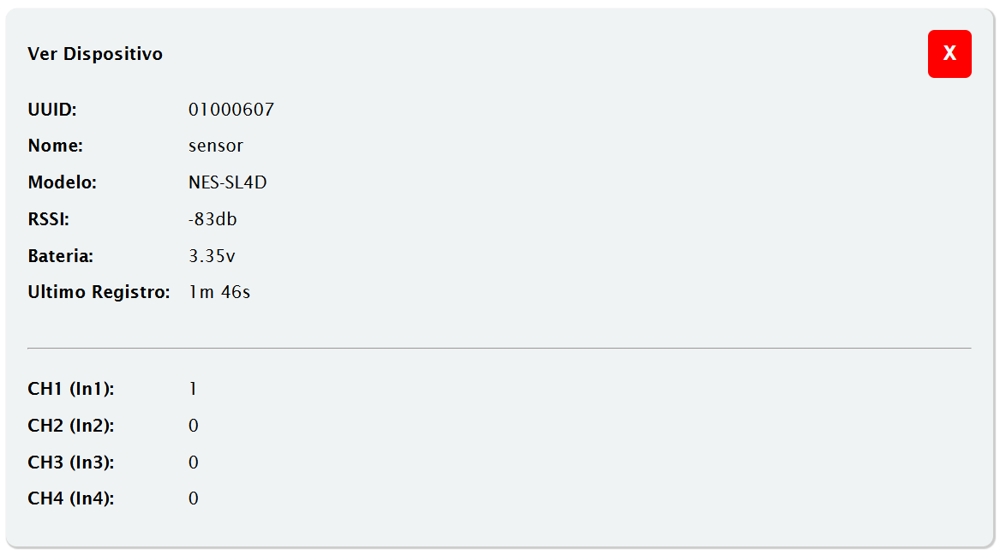 Ver Dispositivo
X
UUID: 01000607
Nome: sensor
Modelo: NES-SL4D
RSSI: -83db
Bateria: 3.35v
Ultimo Registro: 1m 46s
CH1 (In1): 1
CH2 (In2): 0
CH3 (In3): 0
CH4 (In4): 0